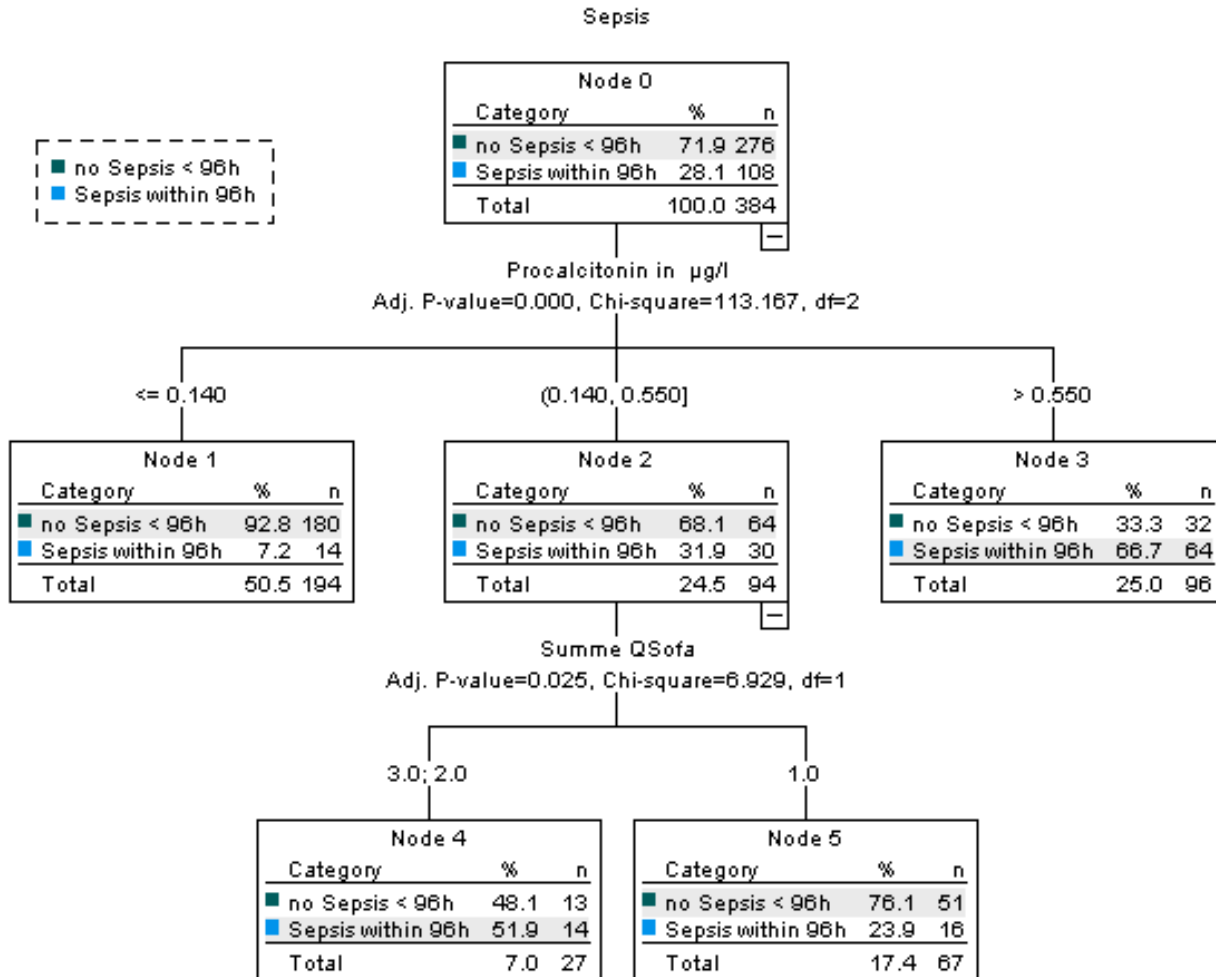 Sepsis
no Sepsis < 96h
Sepsis within 96h
Node 0
Category % n
no Sepsis < 96h 71.9 276
Sepsis within 96h 28.1 108
Total 100.0 384
Procalcitonin in µg/l
Adj. P-value=0.000, Chi-square=113.167, df=2
<= 0.140
(0.140, 0.550]
> 0.550
Node 1
Category % n
no Sepsis < 96h 92.8 180
Sepsis within 96h 7.2 14
Total 50.5 194
Node 2
Category % n
no Sepsis < 96h 68.1 64
Sepsis within 96h 31.9 30
Total 24.5 94
Node 3
Category % n
no Sepsis < 96h 33.3 32
Sepsis within 96h 66.7 64
Total 25.0 96
Summe QSofa
Adj. P-value=0.025, Chi-square=6.929, df=1
3.0; 2.0
1.0
Node 4
Category % n
no Sepsis < 96h 48.1 13
Sepsis within 96h 51.9 14
Total 7.0 27
Node 5
Category % n
no Sepsis < 96h 76.1 51
Sepsis within 96h 23.9 16
Total 17.4 67